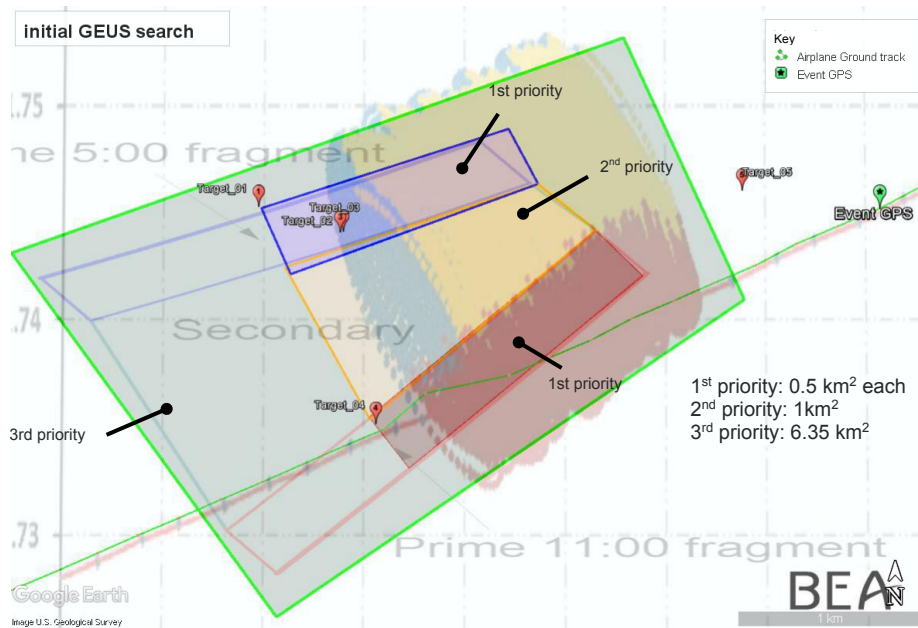 initial GEUS search
Key
Airplane Ground track
Event GPS
.75
1st priority
ne 5:00 fragment
2nd priority
Target_01
Target_03
Target_02
Target_05
Event GPS
.74
Secondary
1st priority
1st priority: 0.5 km² each
2nd priority: 1km²
3rd priority: 6.35 km²
Target_04
3rd priority
.73
Prime 11:00 fragment
BEA
N
Google Earth
1 km
Image U.S. Geological Survey
1
3
4